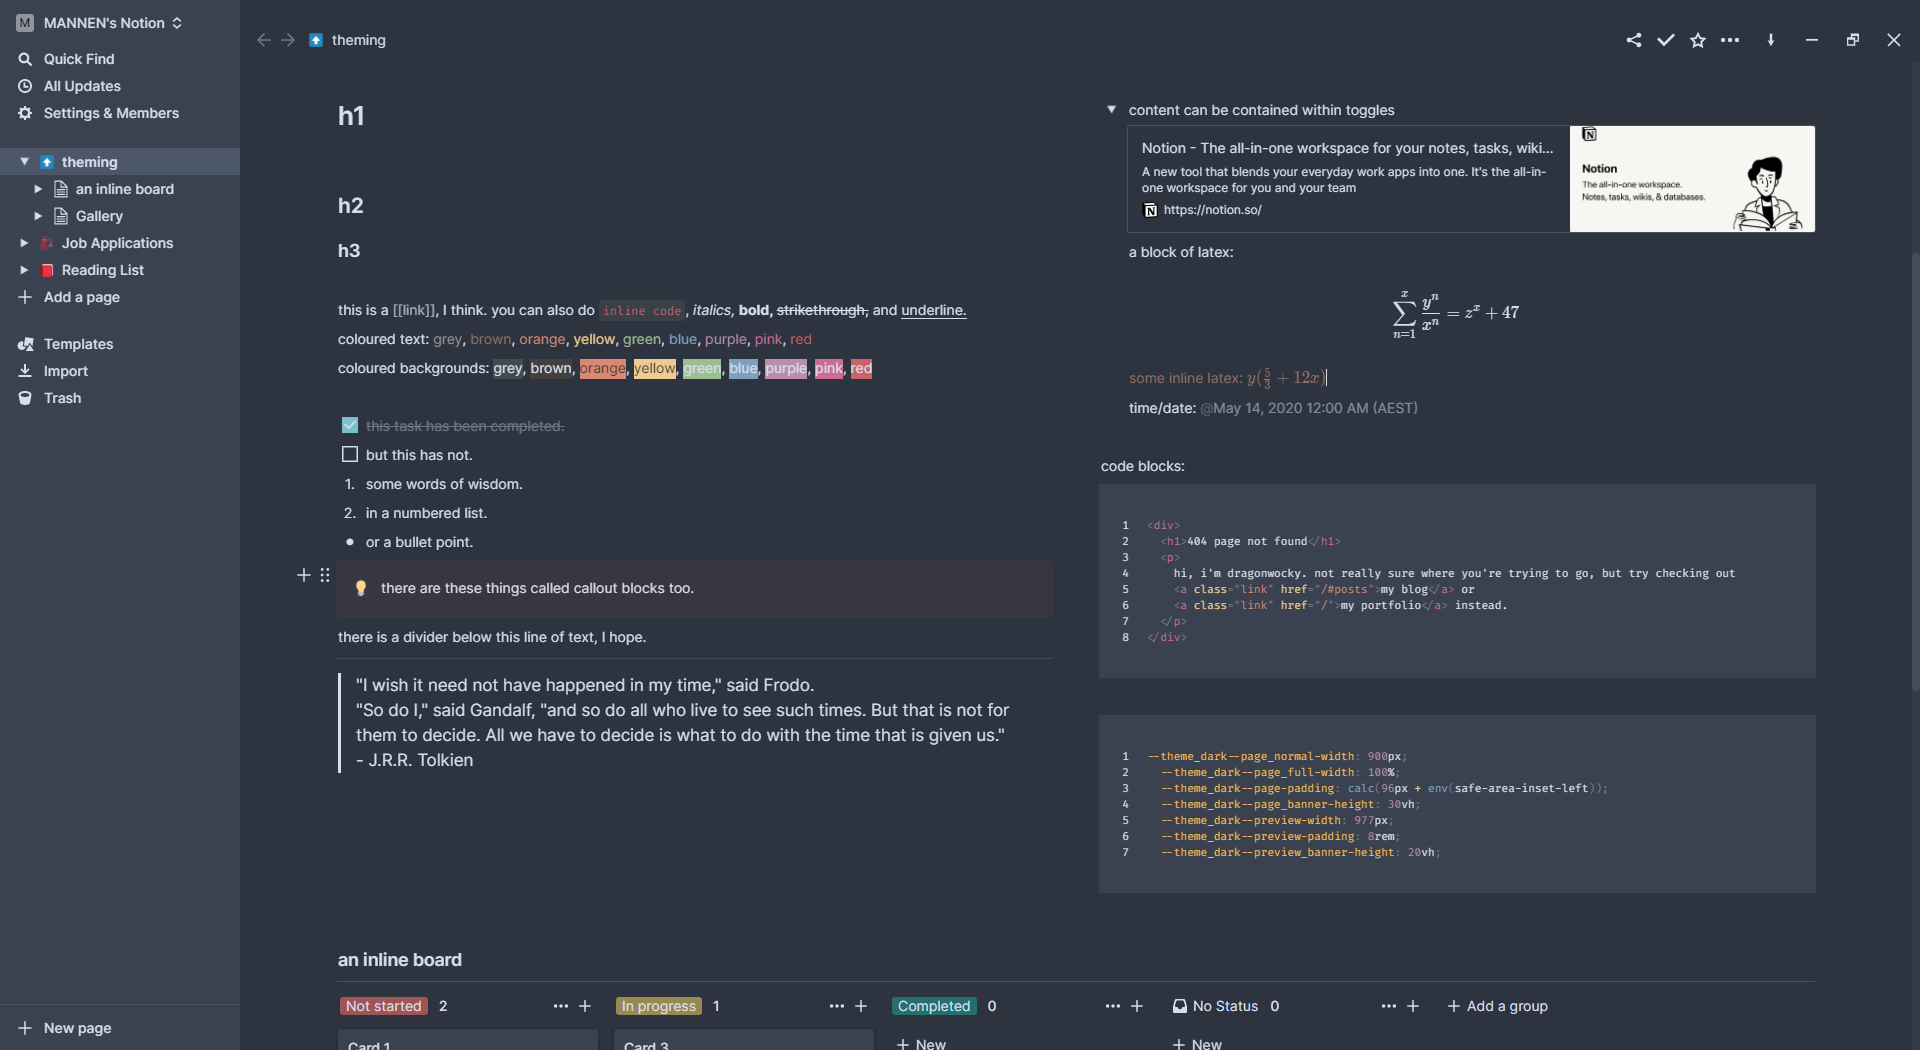 M MANNEN's Notion
Quick Find
All Updates
Settings & Members
theming
an inline board
Gallery
Job Applications
Reading List
Add a page
Templates
Import
Trash
New page
theming
h1
h2
h3
this is a [[link]], I think. you can also do inline code, italics, bold, strikethrough, and underline.
coloured text: grey, brown, orange, yellow, green, blue, purple, pink, red
coloured backgrounds: grey, brown, orange, yellow, green, blue, purple, pink, red
this task has been completed.
but this has not.
1. some words of wisdom.
2. in a numbered list.
• or a bullet point.
there are these things called callout blocks too.
there is a divider below this line of text, I hope.
"I wish it need not have happened in my time," said Frodo.
"So do I," said Gandalf, "and so do all who live to see such times. But that is not for
them to decide. All we have to decide is what to do with the time that is given us."
- J.R.R. Tolkien
content can be contained within toggles
Notion - The all-in-one workspace for your notes, tasks, wiki...
A new tool that blends your everyday work apps into one. It's the all-in-
one workspace for you and your team
https://notion.so/
Notion
The all-in-one workspace.
Notes, tasks, wikis, & databases.
a block of latex:
∑_{n=1}^{x} y^n/x^n = z^x + 47
some inline latex: y(5/3 + 12x)
time/date: @May 14, 2020 12:00 AM (AEST)
code blocks:
1 <div>
2 <h1>404 page not found</h1>
3 <p>
4 hi, i'm dragonwocky. not really sure where you're trying to go, but try checking out
5 <a class="link" href="/#posts">my blog</a> or
6 <a class="link" href="/">my portfolio</a> instead.
7 </p>
8 </div>
1 --theme_dark--page_normal-width: 900px;
2 --theme_dark--page_full-width: 100%;
3 --theme_dark--page-padding: calc(96px + env(safe-area-inset-left));
4 --theme_dark--page_banner-height: 30vh;
5 --theme_dark--preview-width: 977px;
6 --theme_dark--preview-padding: 8rem;
7 --theme_dark--preview_banner-height: 20vh;
an inline board
Not started 2
In progress 1
Completed 0
No Status 0
Add a group
Card 1
Card 3
New
New